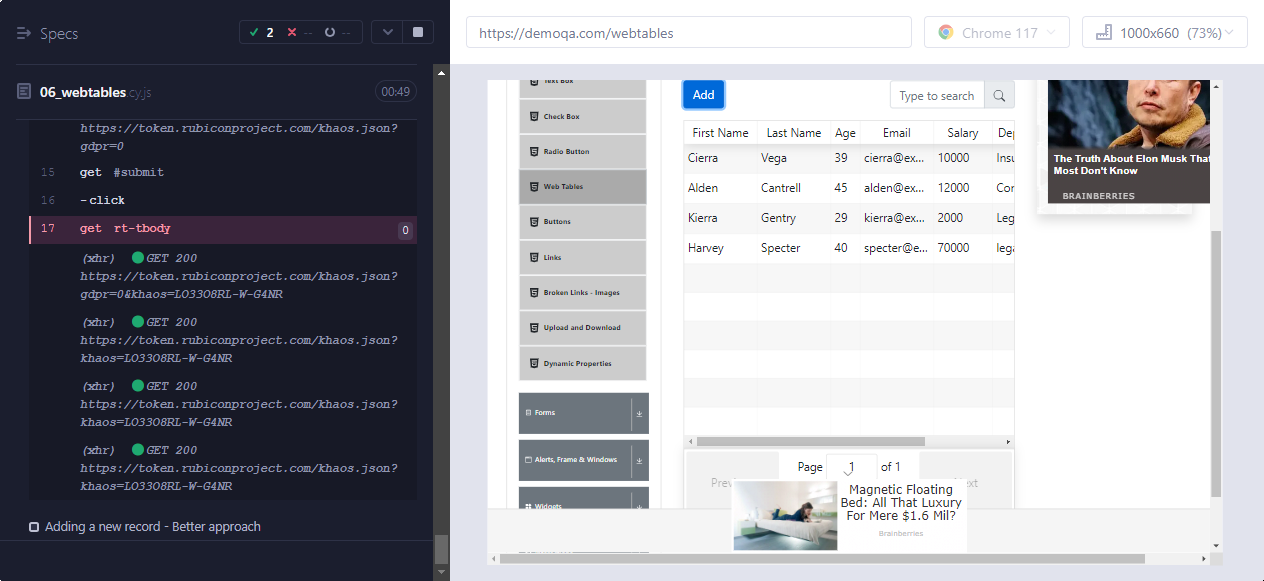 Specs
2
--
--
https://demoqa.com/webtables
Chrome 117
1000x660 (73%)
06_webtables.cy.js
00:49
https://token.rubiconproject.com/khaos.json?
gdpr=0
15 get #submit
16 -click
17 get rt-tbody 0
(xhr) GET 200
https://token.rubiconproject.com/khaos.json?
gdpr=0&khaos=LO33O8RL-W-G4NR
(xhr) GET 200
https://token.rubiconproject.com/khaos.json?
khaos=LO33O8RL-W-G4NR
(xhr) GET 200
https://token.rubiconproject.com/khaos.json?
khaos=LO33O8RL-W-G4NR
(xhr) GET 200
https://token.rubiconproject.com/khaos.json?
khaos=LO33O8RL-W-G4NR
Adding a new record - Better approach
Text Box
Check Box
Radio Button
Web Tables
Buttons
Links
Broken Links - Images
Upload and Download
Dynamic Properties
Forms
Alerts, Frame & Windows
Widgets
Add
Type to search
First Name Last Name Age Email Salary Dep
Cierra Vega 39 cierra@ex... 10000 Insu
Alden Cantrell 45 alden@ex... 12000 Cor
Kierra Gentry 29 kierra@ex... 2000 Leg
Harvey Specter 40 specter@e... 70000 lega
Page 1 of 1
Magnetic Floating
Bed: All That Luxury
For Mere $1.6 Mil?
Brainberries
The Truth About Elon Musk That
Most Don't Know
BRAINBERRIES